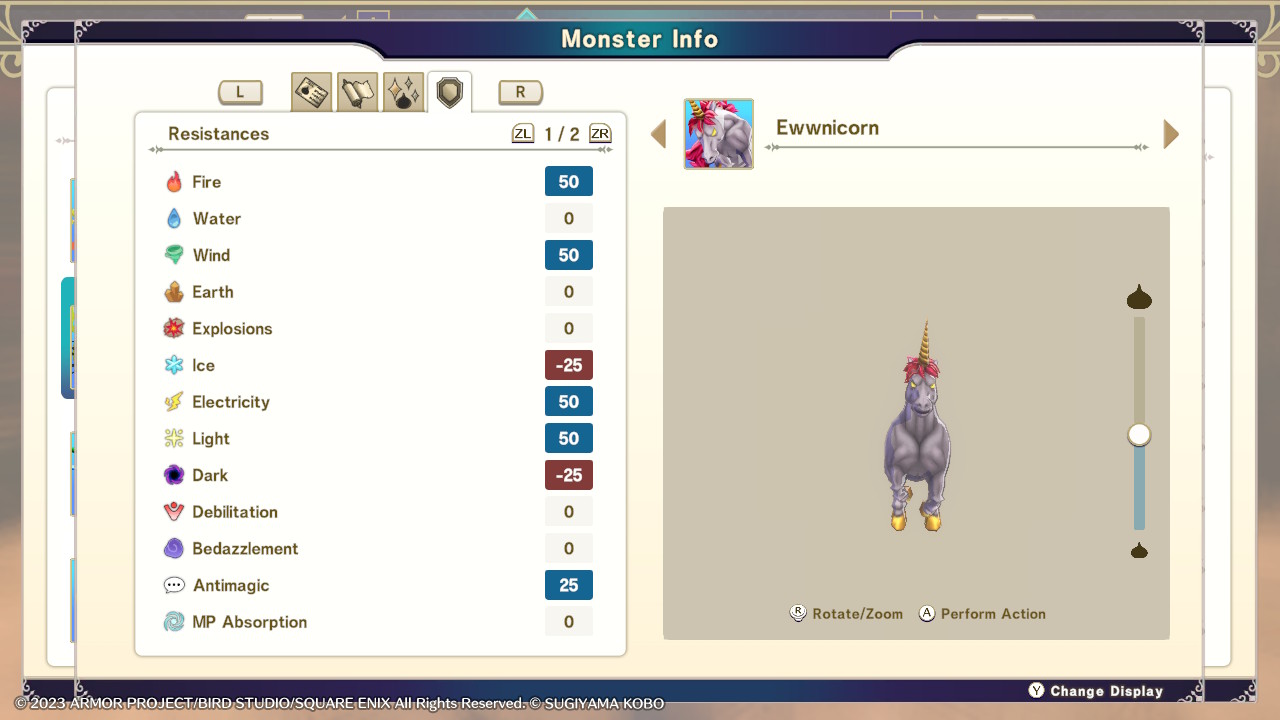 Monster Info
L
R
Resistances
ZL 1 / 2 ZR
Ewwnicorn
Fire 50
Water 0
Wind 50
Earth 0
Explosions 0
Ice -25
Electricity 50
Light 50
Dark -25
Debilitation 0
Bedazzlement 0
Antimagic 25
MP Absorption 0
R Rotate/Zoom A Perform Action
Y Change Display
© 2023 ARMOR PROJECT/BIRD STUDIO/SQUARE ENIX All Rights Reserved. © SUGIYAMA KOBO